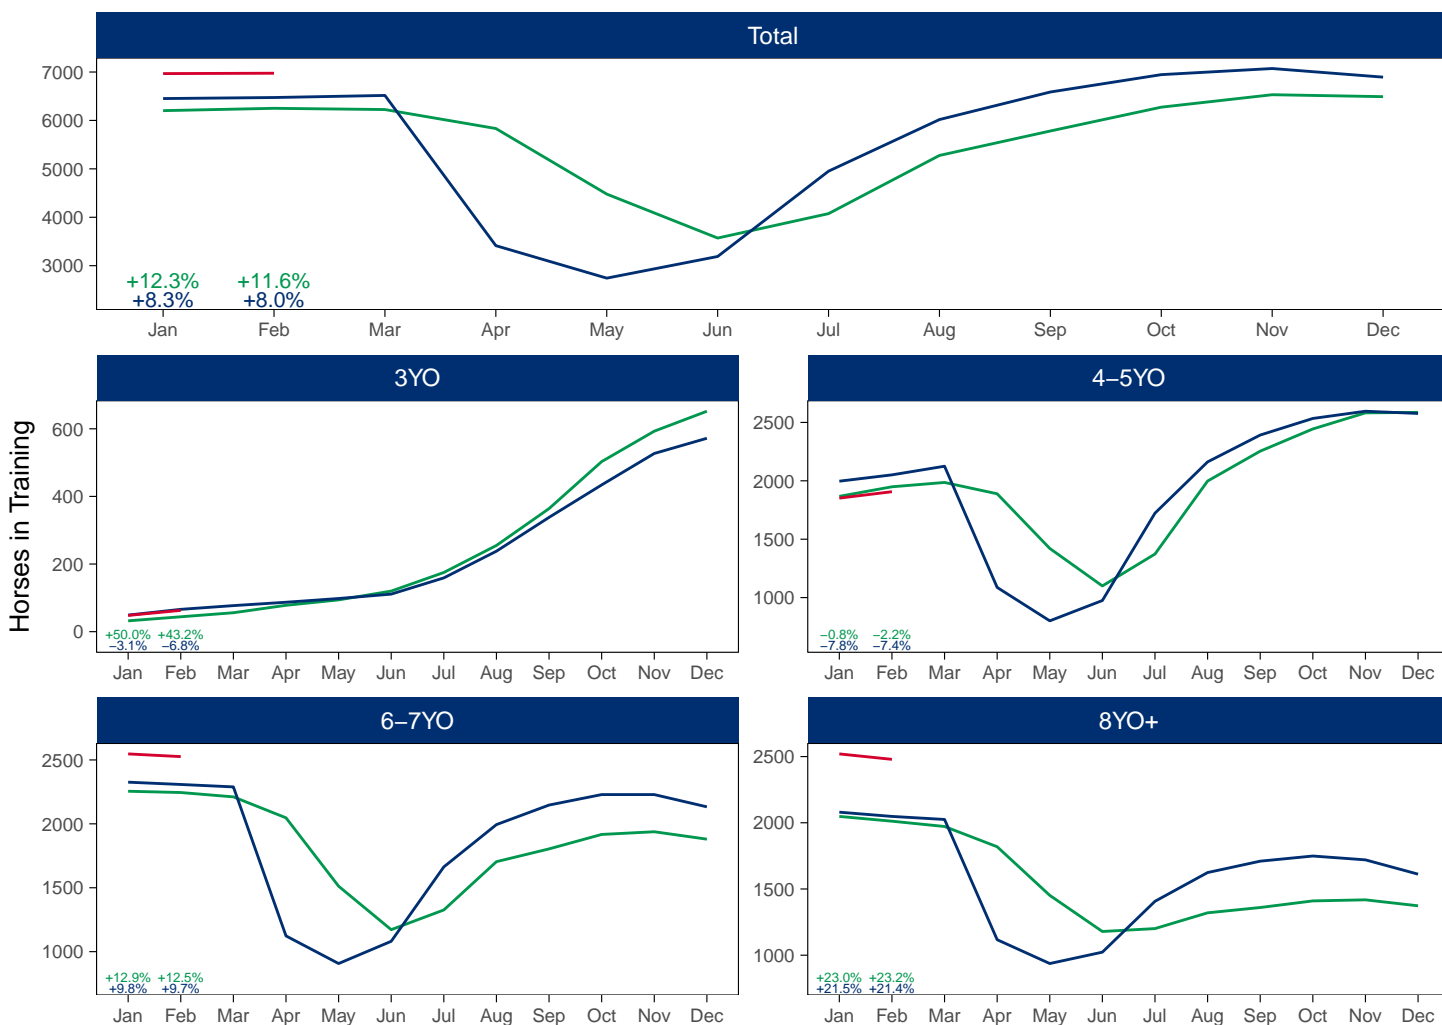 Total
7000
6000
5000
4000
3000
+12.3% +11.6%
+8.3% +8.0%
Jan Feb Mar Apr May Jun Jul Aug Sep Oct Nov Dec
Horses in Training
3YO
600
400
200
0
+50.0% +43.2%
−3.1% −6.8%
Jan Feb Mar Apr May Jun Jul Aug Sep Oct Nov Dec
4−5YO
2500
2000
1500
1000
−0.8% −2.2%
−7.8% −7.4%
Jan Feb Mar Apr May Jun Jul Aug Sep Oct Nov Dec
6−7YO
2500
2000
1500
1000
+12.9% +12.5%
+9.8% +9.7%
Jan Feb Mar Apr May Jun Jul Aug Sep Oct Nov Dec
8YO+
2500
2000
1500
1000
+23.0% +23.2%
+21.5% +21.4%
Jan Feb Mar Apr May Jun Jul Aug Sep Oct Nov Dec